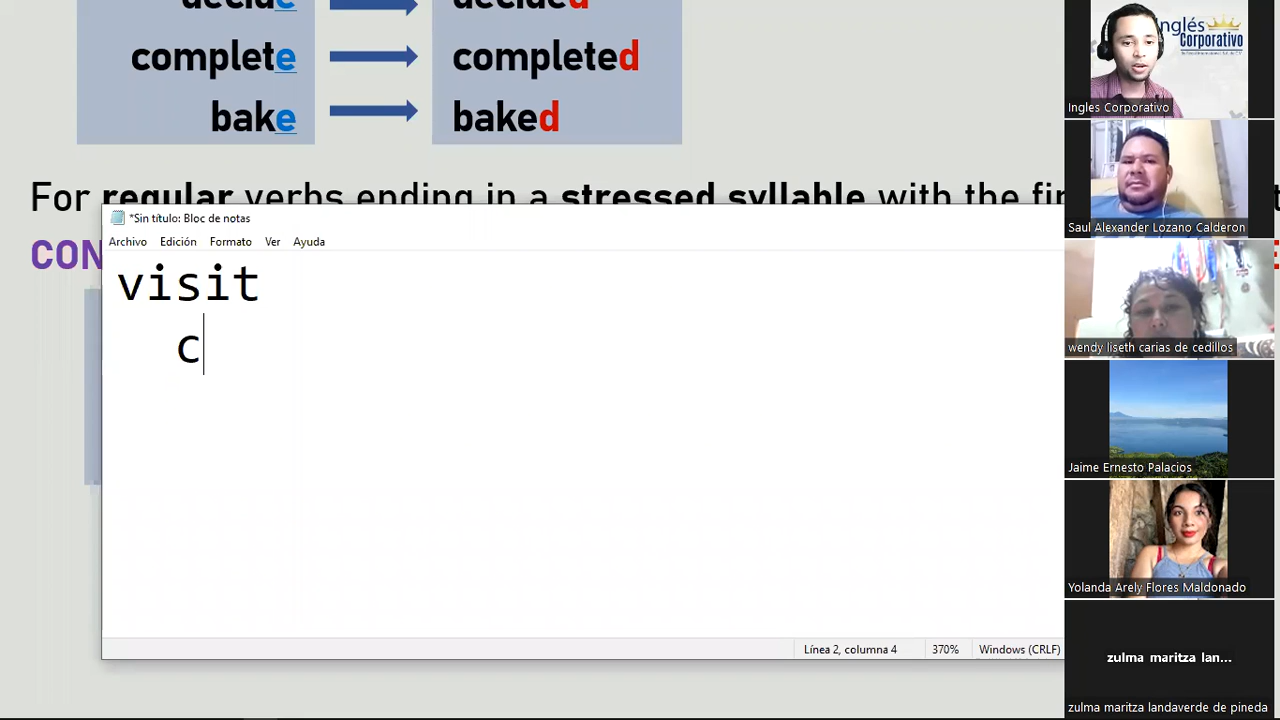 decide decided
complete completed
bake baked
For regular verbs ending in a stressed syllable with the
CON
*Sin título: Bloc de notas
Archivo Edición Formato Ver Ayuda
visit
C
Línea 2, columna 4 370% Windows (CRLF)
Inglés
Corporativo
Ingles Corporativo
Saul Alexander Lozano Calderon
wendy liseth carias de cedillos
Jaime Ernesto Palacios
Yolanda Arely Flores Maldonado
zulma maritza lan...
zulma maritza landaverde de pineda